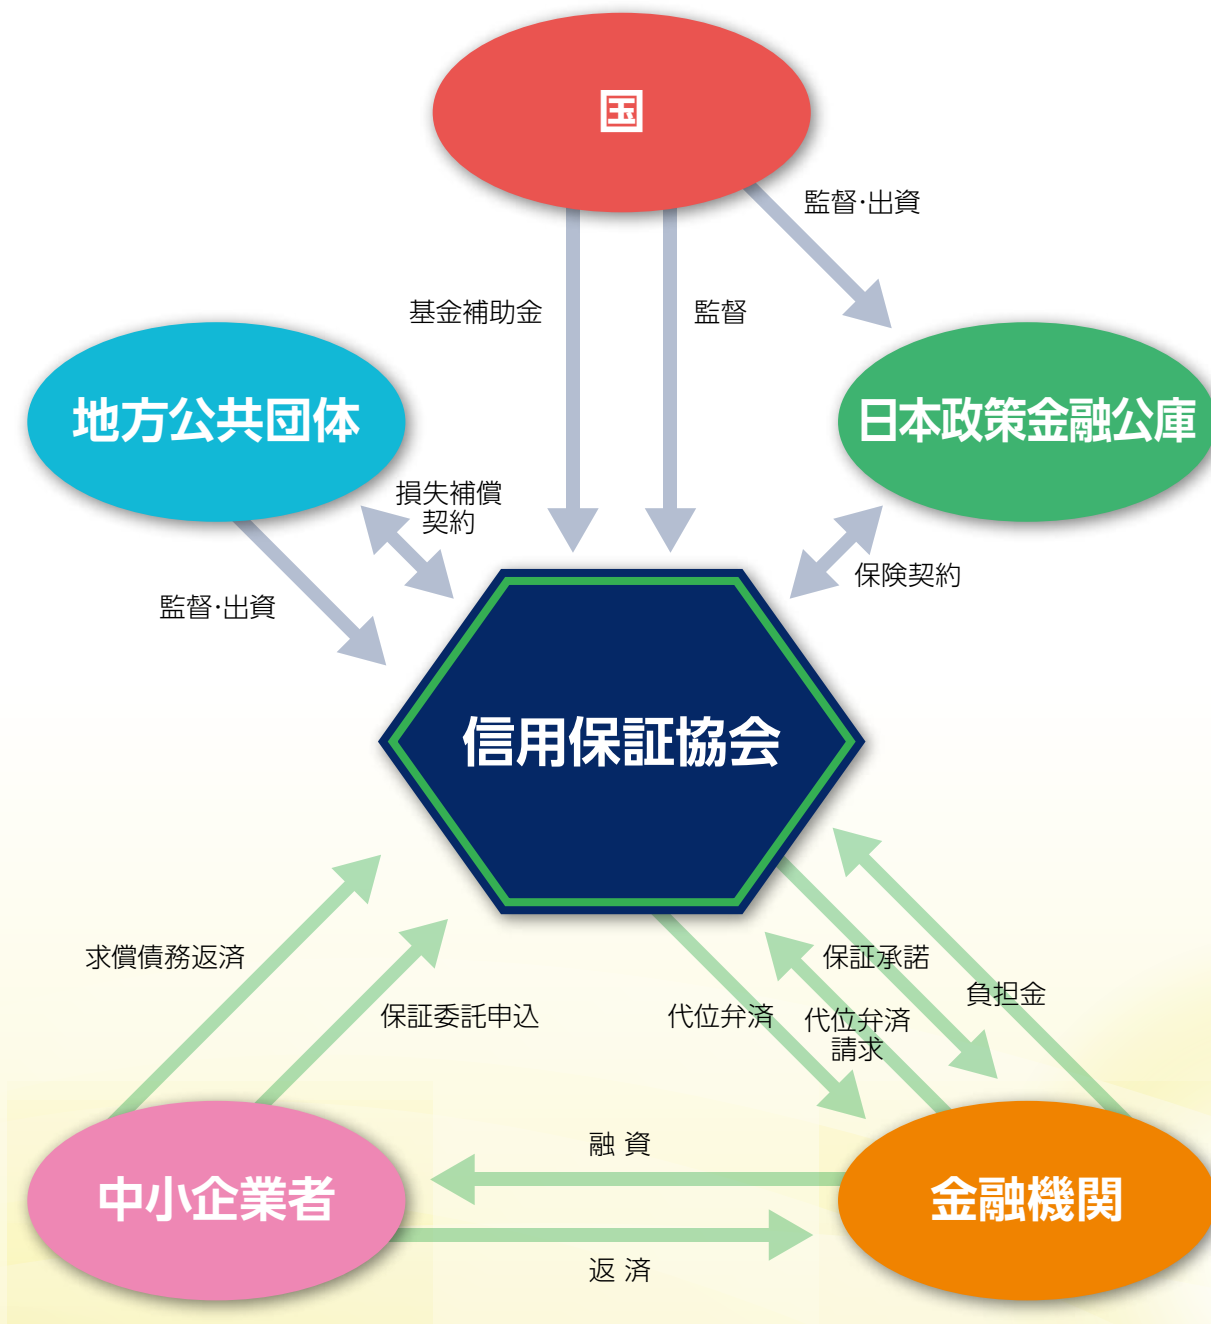 国
監督･出資
基金補助金
監督
地方公共団体
日本政策金融公庫
損失補償
契約
保険契約
監督･出資
信用保証協会
求償債務返済
保証委託申込
代位弁済
代位弁済
請求
保証承諾
負担金
融 資
中小企業者
金融機関
返 済